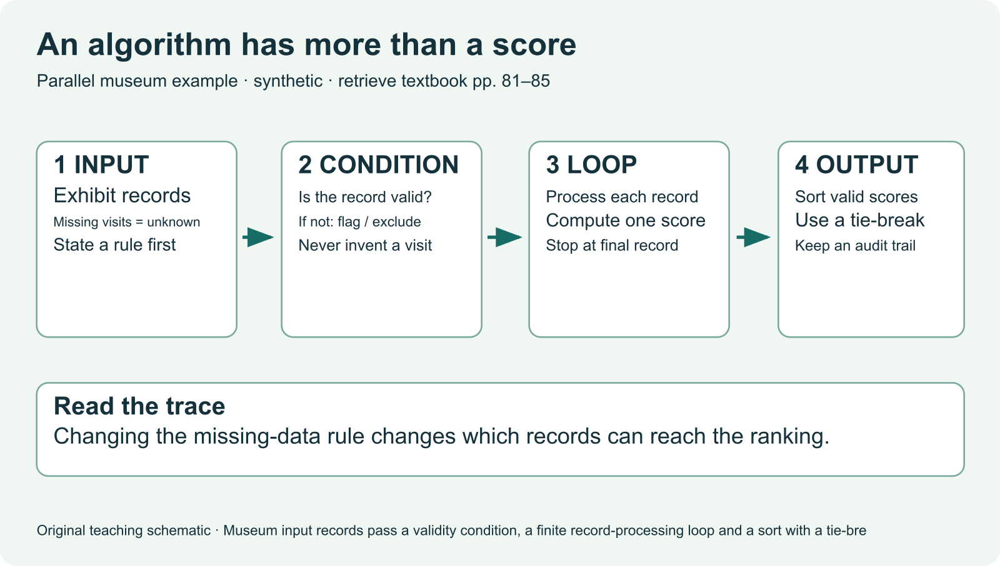 An algorithm has more than a score
Parallel museum example · synthetic · retrieve textbook pp. 81–85
1 INPUT
Exhibit records
Missing visits = unknown
State a rule first
2 CONDITION
Is the record valid?
If not: flag / exclude
Never invent a visit
3 LOOP
Process each record
Compute one score
Stop at final record
4 OUTPUT
Sort valid scores
Use a tie-break
Keep an audit trail
Read the trace
Changing the missing-data rule changes which records can reach the ranking.
Original teaching schematic · Museum input records pass a validity condition, a finite record-processing loop and a sort with a tie-bre